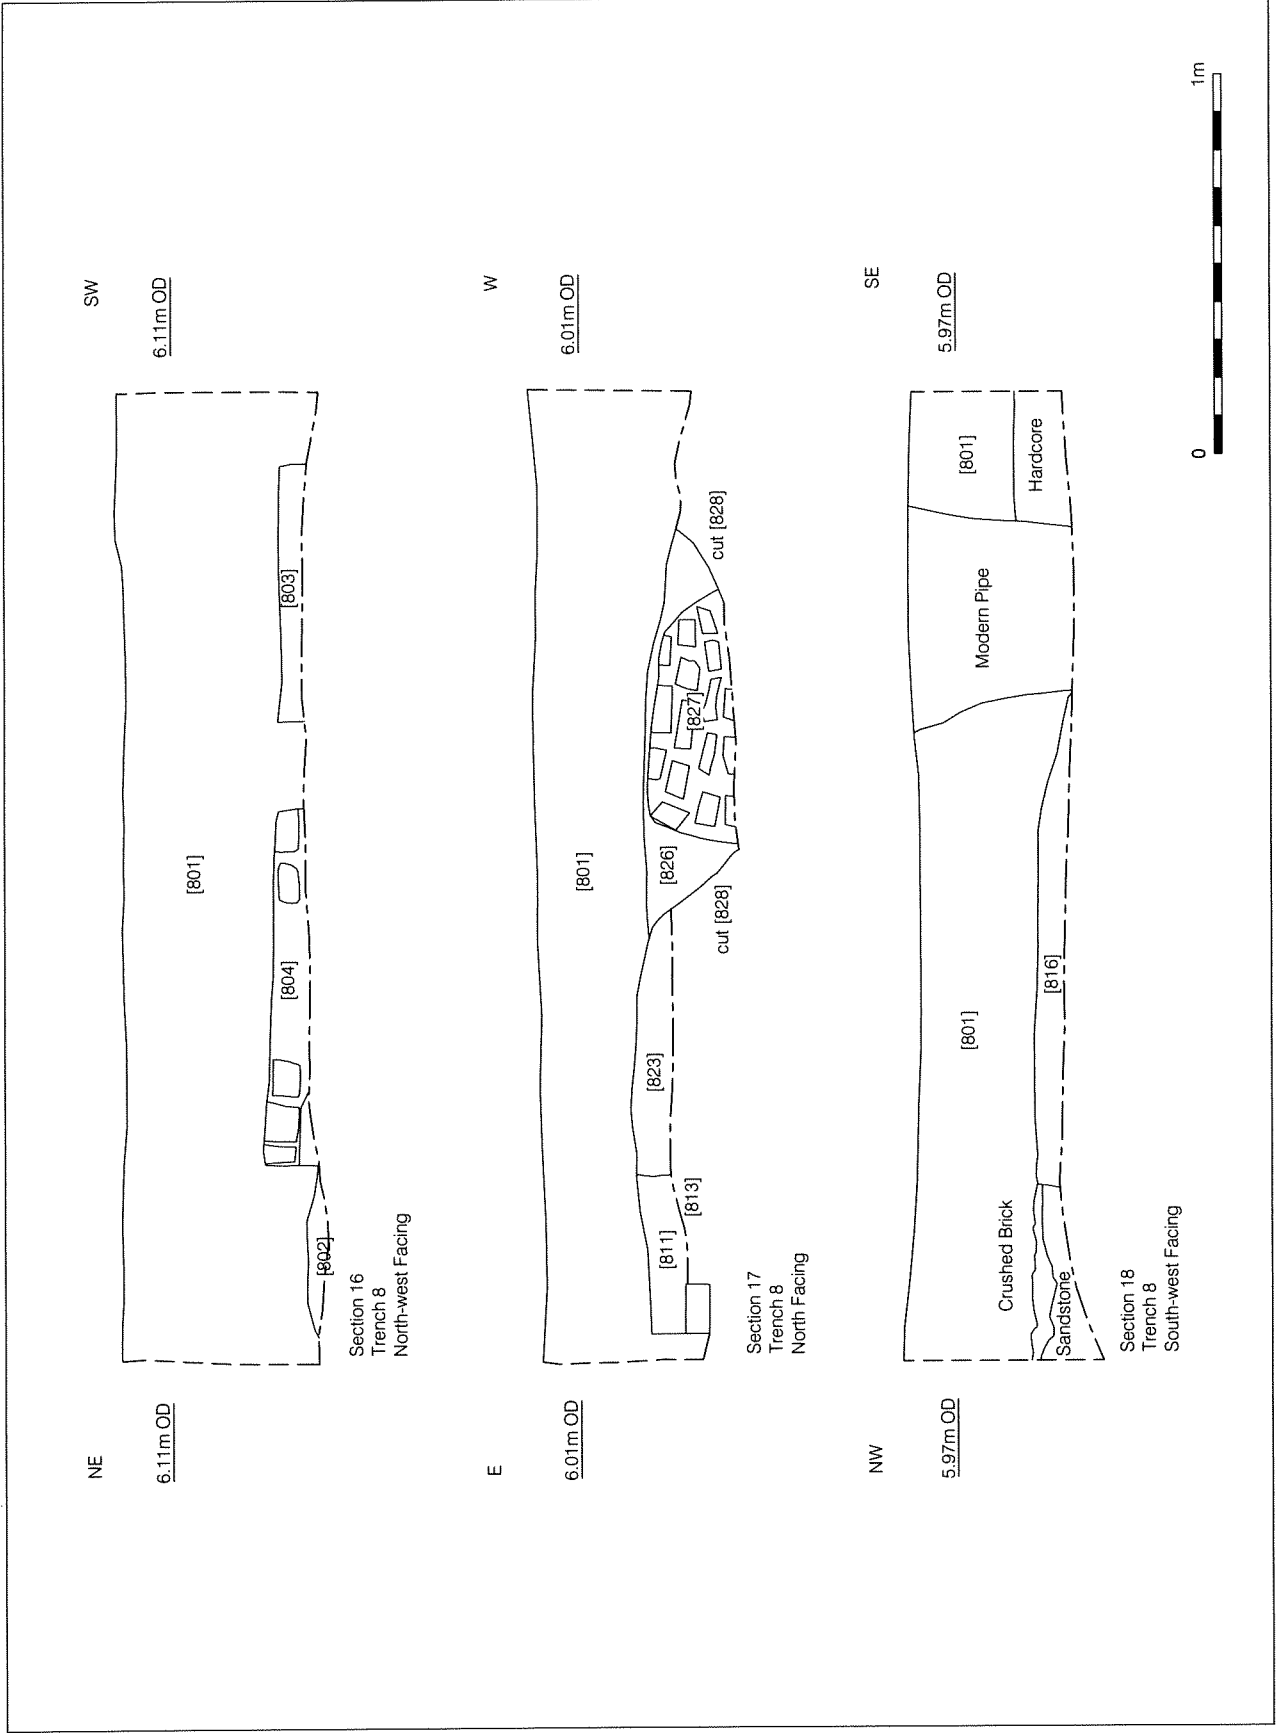 NE
SW
6.11m OD
6.11m OD
[801]
[802]
[804]
[803]
Section 16
Trench 8
North-west Facing
E
W
6.01m OD
6.01m OD
[801]
[811]
[813]
[823]
[826]
cut [828]
[827]
cut [828]
Section 17
Trench 8
North Facing
NW
SE
5.97m OD
5.97m OD
Crushed Brick
Sandstone
[801]
[816]
Modern Pipe
[801]
Hardcore
Section 18
Trench 8
South-west Facing
0
1m